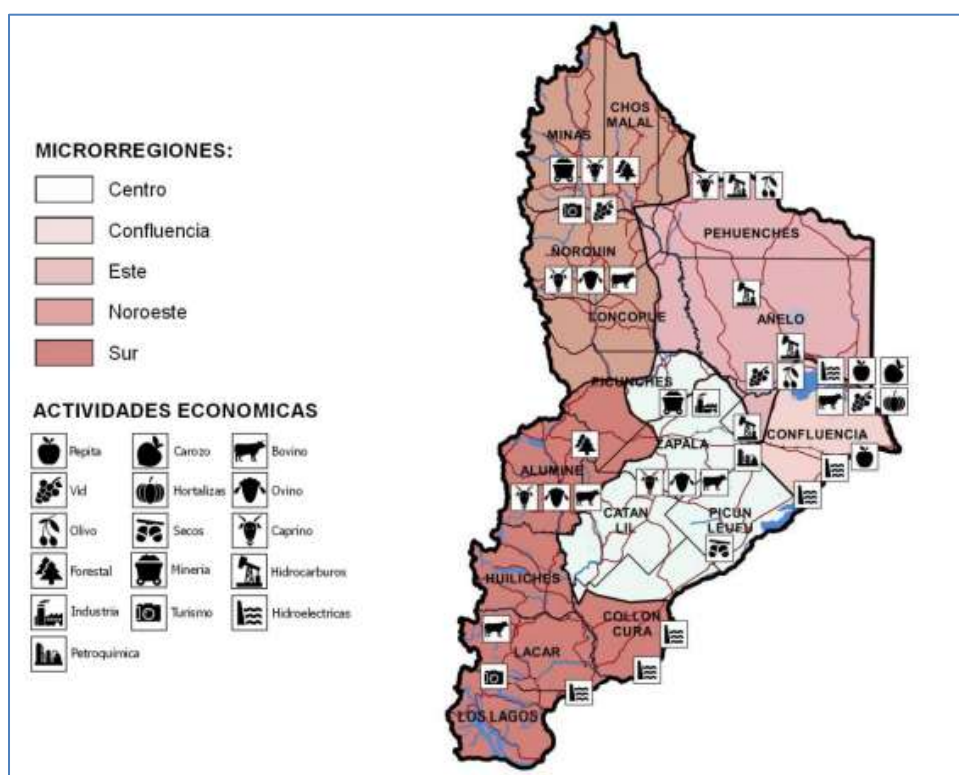 MICRORREGIONES:
Centro
Confluencia
Este
Noroeste
Sur
ACTIVIDADES ECONOMICAS
Pepita
Carozo
Bovino
Vid
Hortalizas
Ovino
Olivo
Secos
Caprino
Forestal
Mineria
Hidrocarburos
Industria
Turismo
Hidroelectricas
Petroquímica
CHOS
MALAL
MINAS
PEHUENCHES
ÑORQUIN
LONCOPUE
AÑELO
PICUNCHES
CONFLUENCIA
ZAPALA
ALUMINE
CATAN
LIL
PICUN
LEUFU
HUILICHES
COLLON
CURA
LACAR
LOS LAGOS